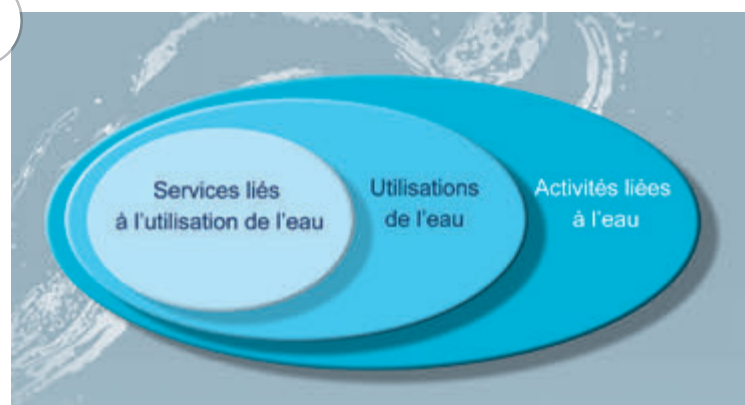 Services liés
à l'utilisation de l'eau
Utilisations
de l'eau
Activités liées
à l'eau